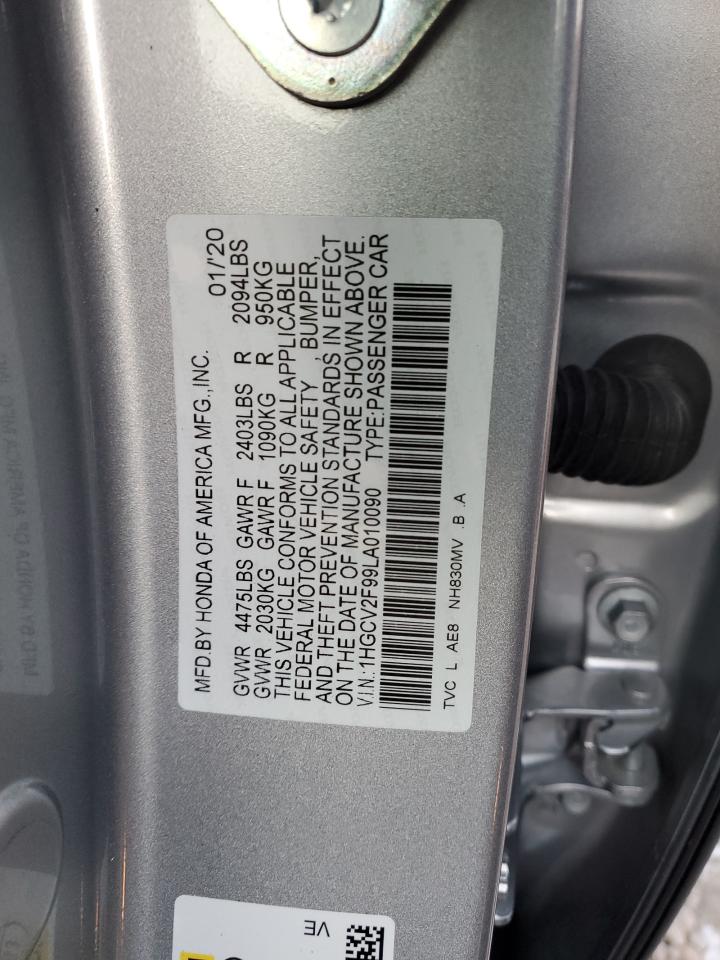 MFD.BY HONDA OF AMERICA MFG.,INC. 01/'20
GVWR 4475LBS GAWR F 2403LBS R 2094LBS
GVWR 2030KG GAWR F 1090KG R 950KG
THIS VEHICLE CONFORMS TO ALL APPLICABLE
FEDERAL MOTOR VEHICLE SAFETY , BUMPER,
AND THEFT PREVENTION STANDARDS IN EFFECT
ON THE DATE OF MANUFACTURE SHOWN ABOVE.
V.I.N.:1HGCV2F99LA010090 TYPE:PASSENGER CAR
TVC L AE8 NH830MV .B .A
VE